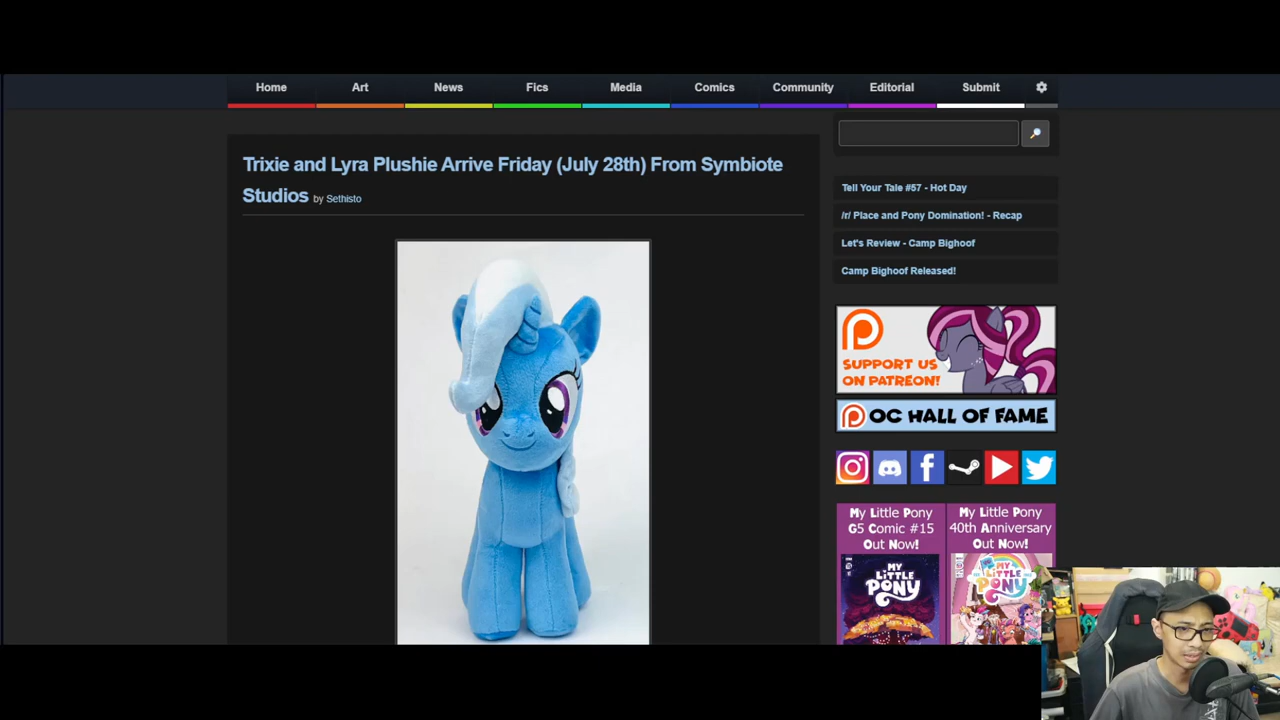 Home Art News Fics Media Comics Community Editorial Submit
Trixie and Lyra Plushie Arrive Friday (July 28th) From Symbiote
Studios by Sethisto
Tell Your Tale #57 - Hot Day
/r/ Place and Pony Domination! - Recap
Let's Review - Camp Bighoof
Camp Bighoof Released!
SUPPORT US
ON PATREON!
OC HALL OF FAME
My Little Pony
G5 Comic #15
Out Now!
MY
LITTLE
PONY
My Little Pony
40th Anniversary
Out Now!
MY
LITTLE
PONY